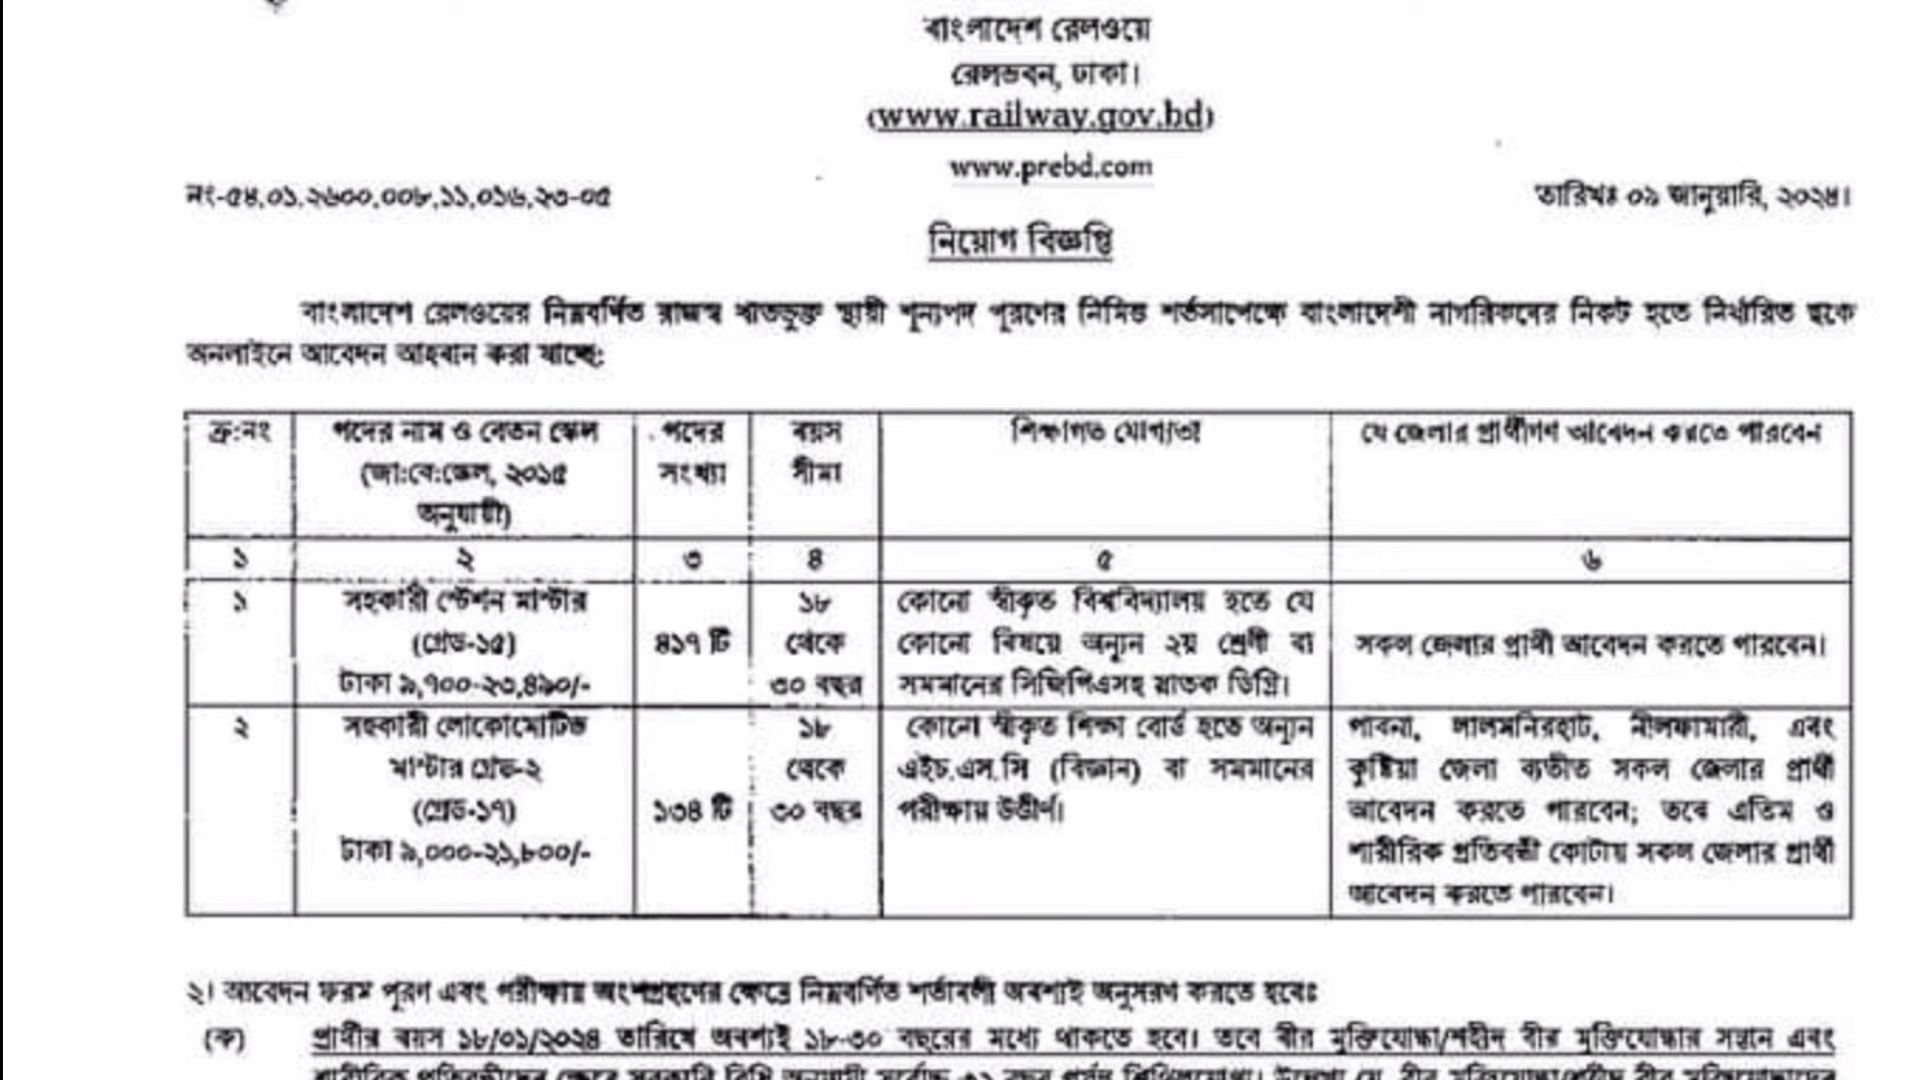 বাংলাদেশ রেলওয়ে
রেলভবন, ঢাকা।
(www.railway.gov.bd)
www.prebd.com
নং-৫৪.০১.২৬০০.০০৮.১১.০১৬.২৩-০৫
তারিখঃ ০৯ জানুয়ারি, ২০২৪।
নিয়োগ বিজ্ঞপ্তি
বাংলাদেশ রেলওয়ের নিম্নবর্ণিত রাজস্ব খাতভুক্ত স্থায়ী শূন্যপদ পূরণের নিমিত্ত শর্তসাপেক্ষে বাংলাদেশী নাগরিকদের নিকট হতে নির্ধারিত ছকে
অনলাইনে আবেদন আহবান করা যাচ্ছে:
ক্র:নং
পদের নাম ও বেতন স্কেল
(জা:বে:স্কেল, ২০১৫
অনুযায়ী)
পদের
সংখ্যা
বয়স
সীমা
শিক্ষাগত যোগ্যতা
যে জেলার প্রার্থীগণ আবেদন করতে পারবেন
১ ২ ৩ ৪ ৫ ৬
১
সহকারী স্টেশন মাস্টার
(গ্রেড-১৫)
টাকা ৯,৭০০-২৩,৪৯০/-
৪১৭ টি
১৮
থেকে
৩০ বছর
কোনো স্বীকৃত বিশ্ববিদ্যালয় হতে যে
কোনো বিষয়ে অন্যূন ২য় শ্রেণী বা
সমমানের সিজিপিএসহ স্নাতক ডিগ্রি।
সকল জেলার প্রার্থী আবেদন করতে পারবেন।
২
সহকারী লোকোমোটিভ
মাস্টার গ্রেড-২
(গ্রেড-১৭)
টাকা ৯,০০০-২১,৮০০/-
১৩৪ টি
১৮
থেকে
৩০ বছর
কোনো স্বীকৃত শিক্ষা বোর্ড হতে অন্যূন
এইচ.এস.সি (বিজ্ঞান) বা সমমানের
পরীক্ষায় উত্তীর্ণ।
পাবনা, লালমনিরহাট, নীলফামারী, এবং
কুষ্টিয়া জেলা ব্যতীত সকল জেলার প্রার্থী
আবেদন করতে পারবেন; তবে এতিম ও
শারীরিক প্রতিবন্ধী কোটায় সকল জেলার প্রার্থী
আবেদন করতে পারবেন।
২। আবেদন ফরম পূরণ এবং পরীক্ষায় অংশগ্রহণের ক্ষেত্রে নিম্নবর্ণিত শর্তাবলী অবশ্যই অনুসরণ করতে হবেঃ
(ক) প্রার্থীর বয়স ১৮/০১/২০২৪ তারিখে অবশ্যই ১৮-৩০ বছরের মধ্যে থাকতে হবে। তবে বীর মুক্তিযোদ্ধা/শহীদ বীর মুক্তিযোদ্ধার সন্তান এবং